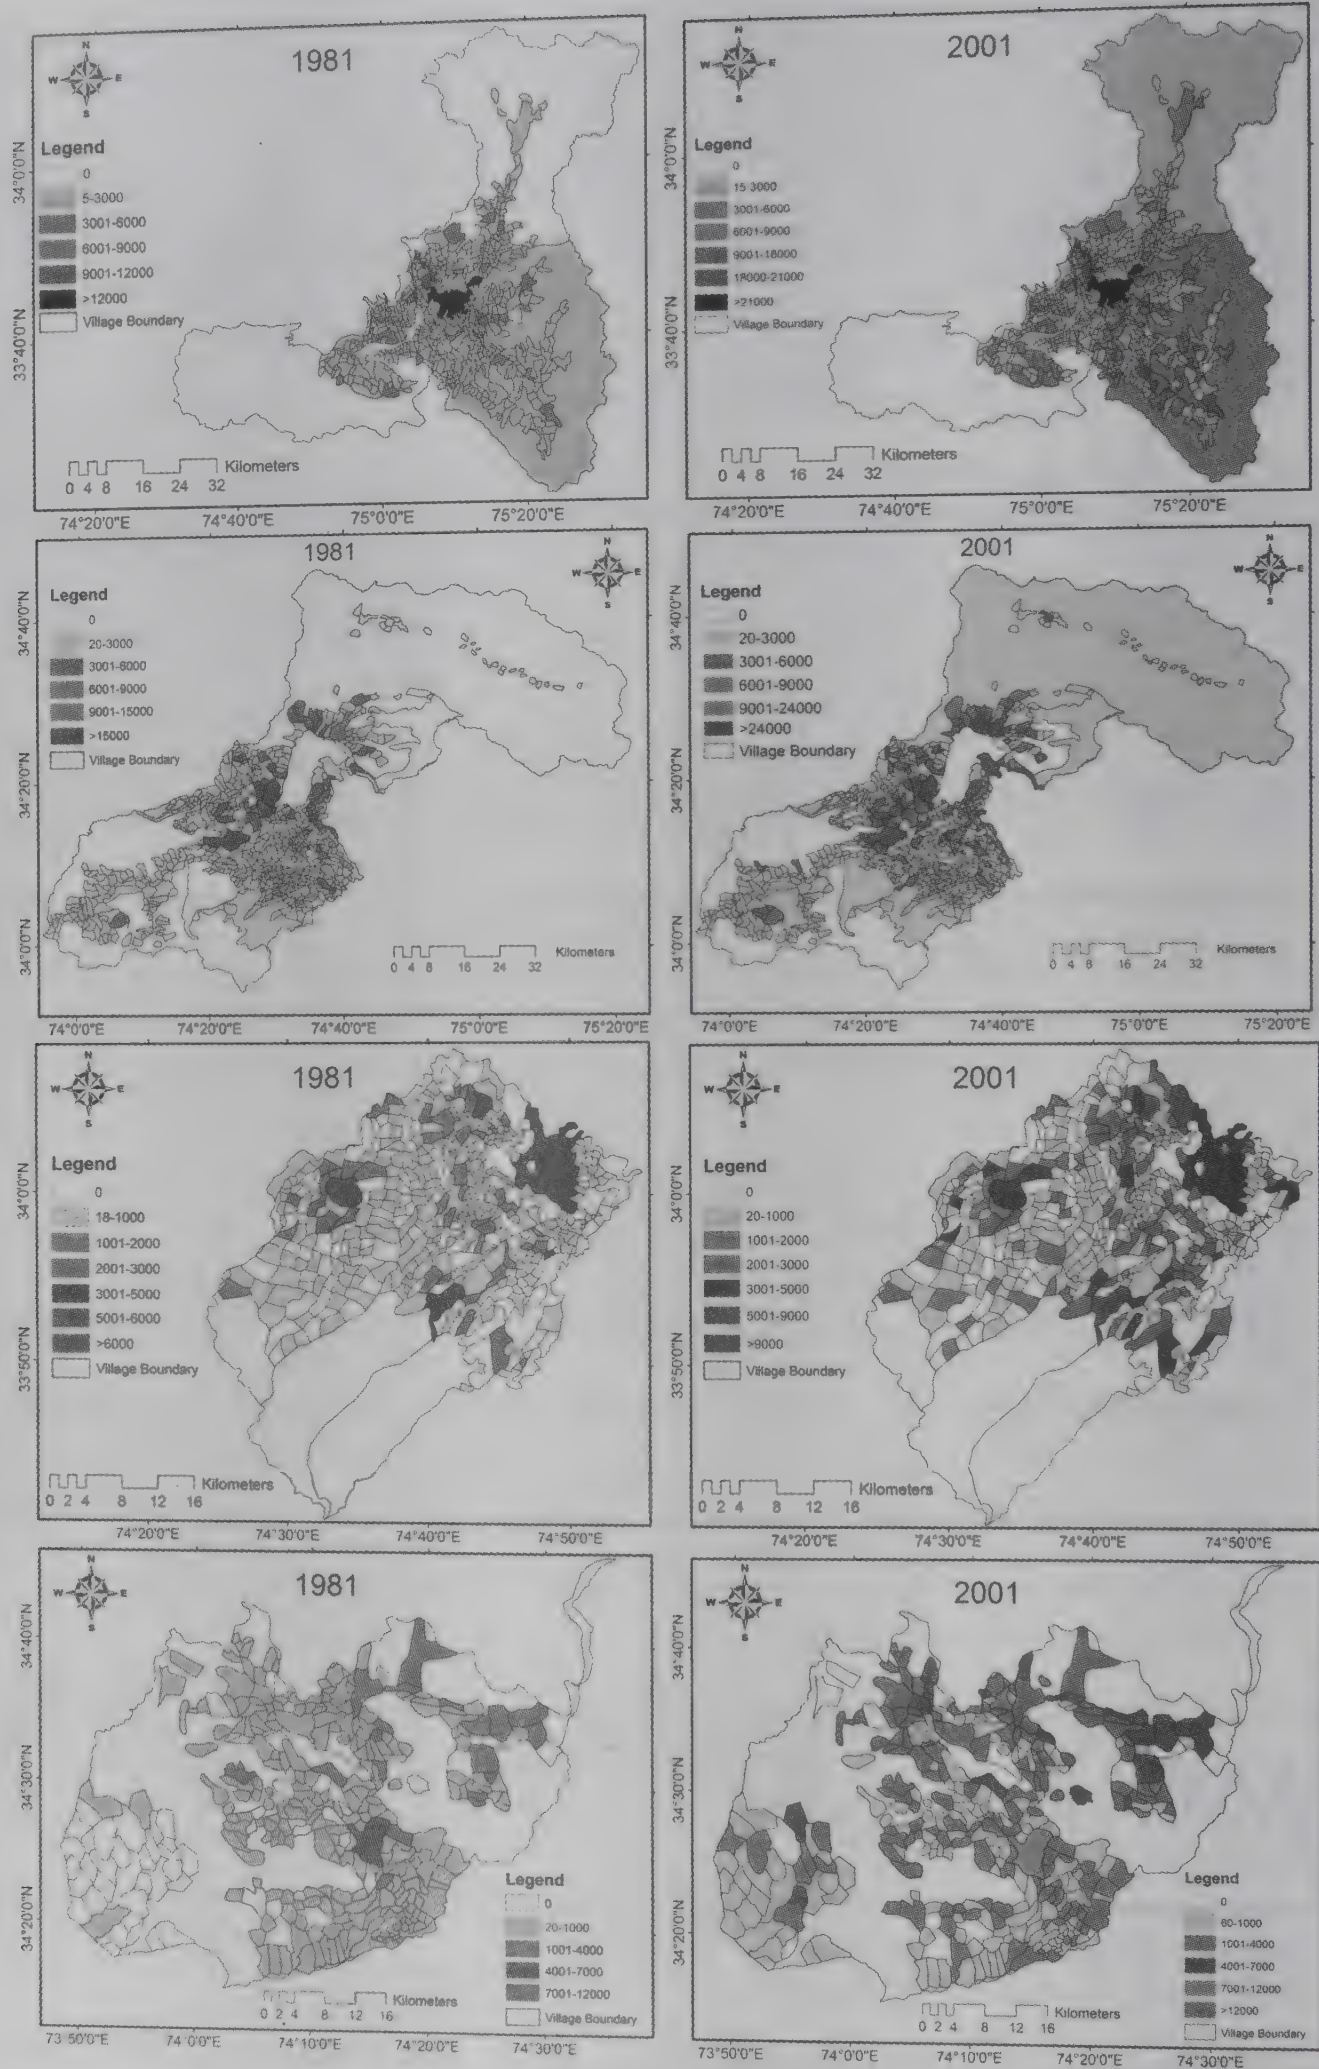 1981
N
W E
S
Legend
0
5-3000
3001-6000
6001-9000
9001-12000
>12000
Village Boundary
34°0'0"N
33°40'0"N
Kilometers
0 4 8 16 24 32
74°20'0"E 74°40'0"E 75°0'0"E 75°20'0"E
2001
N
W E
S
Legend
0
15-3000
3001-6000
6001-9000
9001-18000
18000-21000
>21000
Village Boundary
34°0'0"N
33°40'0"N
Kilometers
0 4 8 16 24 32
74°20'0"E 74°40'0"E 75°0'0"E 75°20'0"E
1981
N
W E
S
Legend
0
20-3000
3001-6000
6001-9000
9001-15000
>15000
Village Boundary
34°40'0"N
34°20'0"N
34°0'0"N
Kilometers
0 4 8 16 24 32
74°0'0"E 74°20'0"E 74°40'0"E 75°0'0"E 75°20'0"E
2001
N
W E
S
Legend
0
20-3000
3001-6000
6001-9000
9001-24000
>24000
Village Boundary
34°40'0"N
34°20'0"N
34°0'0"N
Kilometers
0 4 8 16 24 32
74°0'0"E 74°20'0"E 74°40'0"E 75°0'0"E 75°20'0"E
1981
N
W E
S
Legend
0
18-1000
1001-2000
2001-3000
3001-5000
5001-6000
>6000
Village Boundary
34°0'0"N
33°50'0"N
Kilometers
0 2 4 8 12 16
74°20'0"E 74°30'0"E 74°40'0"E 74°50'0"E
2001
N
W E
S
Legend
0
20-1000
1001-2000
2001-3000
3001-5000
5001-9000
>9000
Village Boundary
34°0'0"N
33°50'0"N
Kilometers
0 2 4 8 12 16
74°20'0"E 74°30'0"E 74°40'0"E 74°50'0"E
1981
N
W E
S
34°40'0"N
34°30'0"N
34°20'0"N
Legend
0
20-1000
1001-4000
4001-7000
7001-12000
Village Boundary
Kilometers
0 2 4 8 12 16
73°50'0"E 74°0'0"E 74°10'0"E 74°20'0"E 74°30'0"E
2001
N
W E
S
34°40'0"N
34°30'0"N
34°20'0"N
Legend
0
60-1000
1001-4000
4001-7000
7001-12000
>12000
Village Boundary
Kilometers
0 2 4 8 12 16
73°50'0"E 74°0'0"E 74°10'0"E 74°20'0"E 74°30'0"E